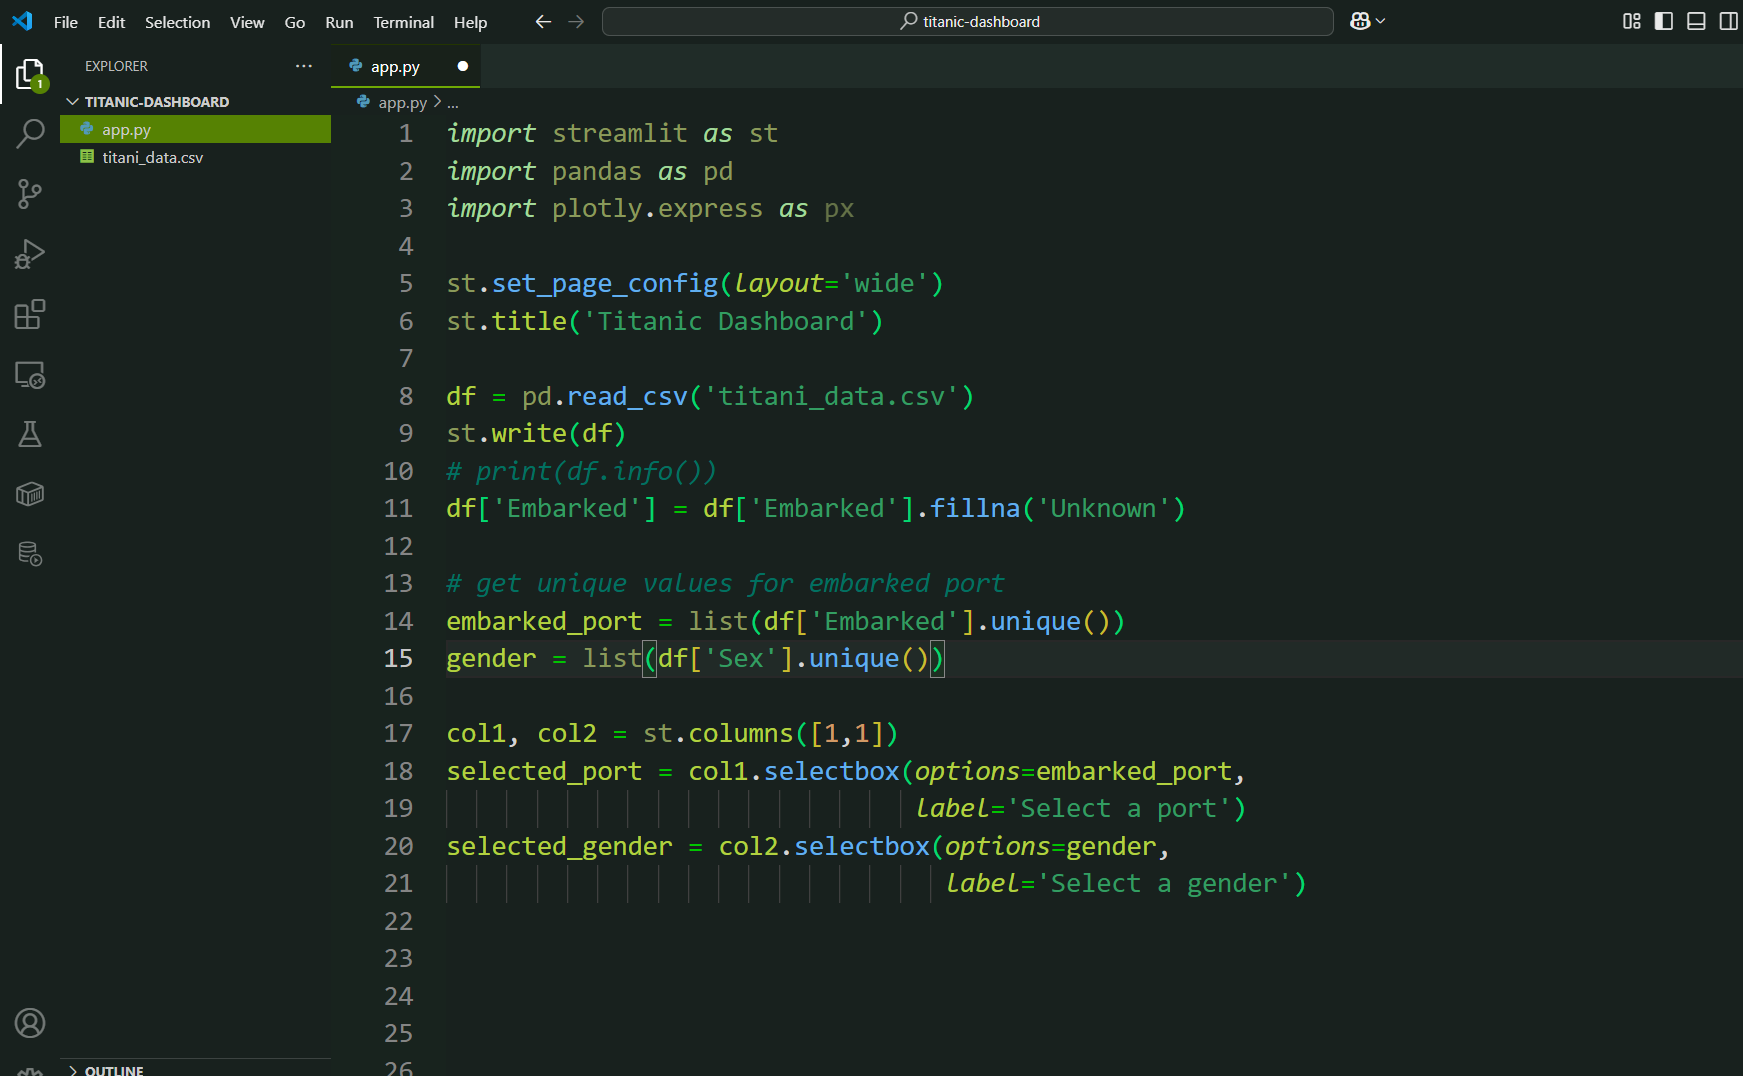 File Edit Selection View Go Run Terminal Help
titanic-dashboard
EXPLORER
TITANIC-DASHBOARD
app.py
titani_data.csv
1
OUTLINE
app.py
app.py > ...
1 import streamlit as st
2 import pandas as pd
3 import plotly.express as px
4
5 st.set_page_config(layout='wide')
6 st.title('Titanic Dashboard')
7
8 df = pd.read_csv('titani_data.csv')
9 st.write(df)
10 # print(df.info())
11 df['Embarked'] = df['Embarked'].fillna('Unknown')
12
13 # get unique values for embarked port
14 embarked_port = list(df['Embarked'].unique())
15 gender = list(df['Sex'].unique())
16
17 col1, col2 = st.columns([1,1])
18 selected_port = col1.selectbox(options=embarked_port,
19 label='Select a port')
20 selected_gender = col2.selectbox(options=gender,
21 label='Select a gender')
22
23
24
25
26